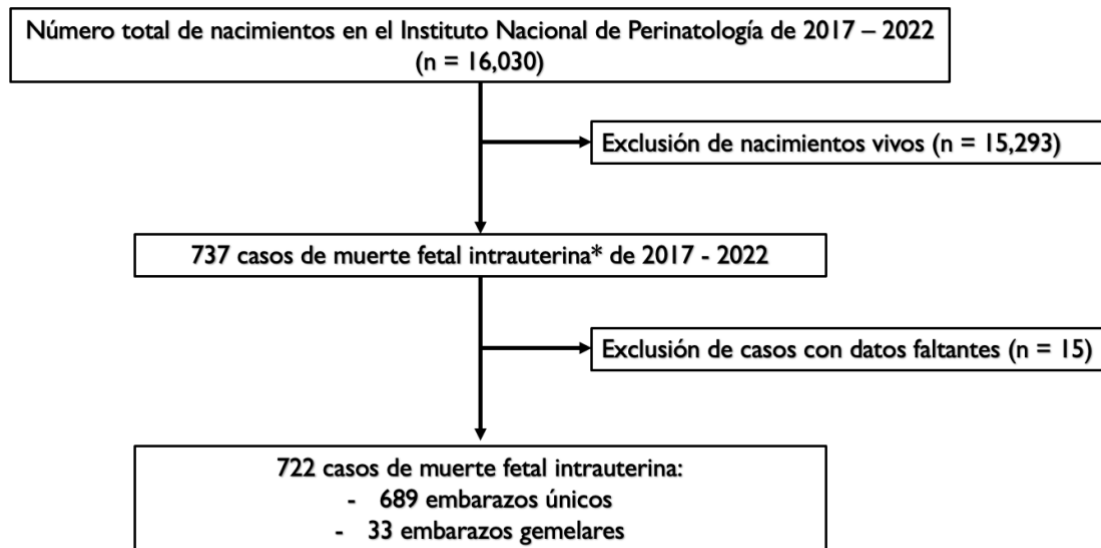 Número total de nacimientos en el Instituto Nacional de Perinatología de 2017 – 2022
(n = 16,030)
Exclusión de nacimientos vivos (n = 15,293)
737 casos de muerte fetal intrauterina* de 2017 - 2022
Exclusión de casos con datos faltantes (n = 15)
722 casos de muerte fetal intrauterina:
- 689 embarazos únicos
- 33 embarazos gemelares